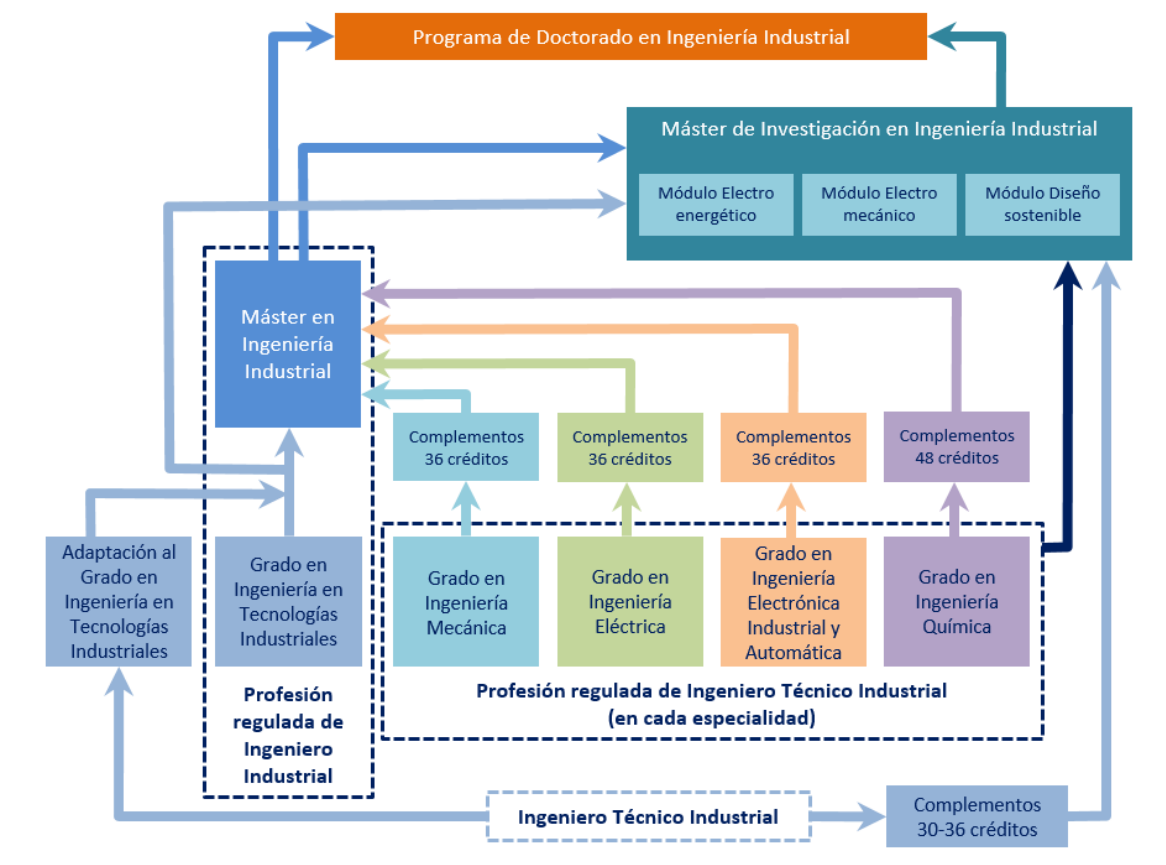 Programa de Doctorado en Ingeniería Industrial
Máster de Investigación en Ingeniería Industrial
Módulo Electro
energético
Módulo Electro
mecánico
Módulo Diseño
sostenible
Máster en
Ingeniería
Industrial
Complementos
36 créditos
Complementos
36 créditos
Complementos
36 créditos
Complementos
48 créditos
Adaptación al
Grado en
Ingeniería en
Tecnologías
Industriales
Grado en
Ingeniería en
Tecnologías
Industriales
Grado en
Ingeniería
Mecánica
Grado en
Ingeniería
Eléctrica
Grado en
Ingeniería
Electrónica
Industrial y
Automática
Grado en
Ingeniería
Química
Profesión
regulada de
Ingeniero
Industrial
Profesión regulada de Ingeniero Técnico Industrial
(en cada especialidad)
Ingeniero Técnico Industrial
Complementos
30-36 créditos